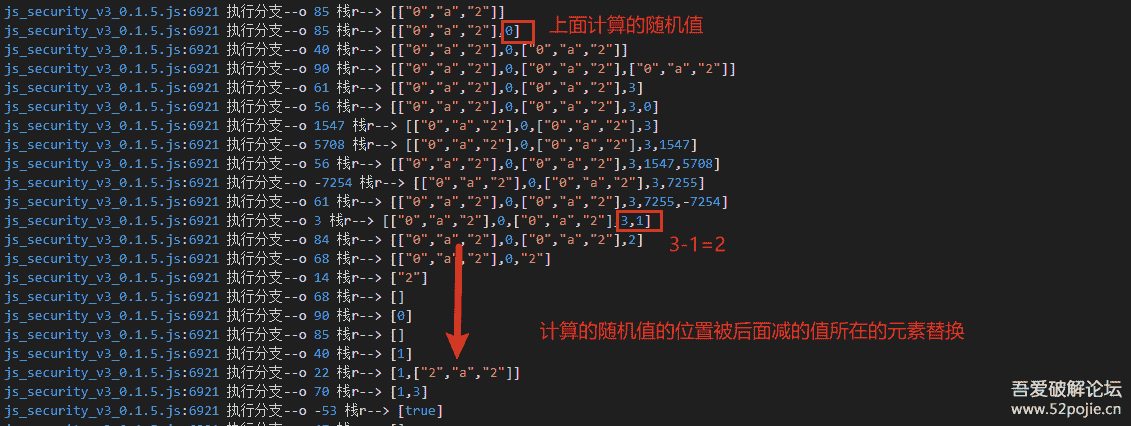 js_security_v3_0.1.5.js:6921 执行分支--o 85 栈r--> [["0","a","2"]]
js_security_v3_0.1.5.js:6921 执行分支--o 85 栈r--> [["0","a","2"],0] 上面计算的随机值
js_security_v3_0.1.5.js:6921 执行分支--o 40 栈r--> [["0","a","2"],0,["0","a","2"]]
js_security_v3_0.1.5.js:6921 执行分支--o 90 栈r--> [["0","a","2"],0,["0","a","2"],["0","a","2"]]
js_security_v3_0.1.5.js:6921 执行分支--o 61 栈r--> [["0","a","2"],0,["0","a","2"],3]
js_security_v3_0.1.5.js:6921 执行分支--o 56 栈r--> [["0","a","2"],0,["0","a","2"],3,0]
js_security_v3_0.1.5.js:6921 执行分支--o 1547 栈r--> [["0","a","2"],0,["0","a","2"],3]
js_security_v3_0.1.5.js:6921 执行分支--o 5708 栈r--> [["0","a","2"],0,["0","a","2"],3,1547]
js_security_v3_0.1.5.js:6921 执行分支--o 56 栈r--> [["0","a","2"],0,["0","a","2"],3,1547,5708]
js_security_v3_0.1.5.js:6921 执行分支--o -7254 栈r--> [["0","a","2"],0,["0","a","2"],3,7255]
js_security_v3_0.1.5.js:6921 执行分支--o 61 栈r--> [["0","a","2"],0,["0","a","2"],3,7255,-7254]
js_security_v3_0.1.5.js:6921 执行分支--o 3 栈r--> [["0","a","2"],0,["0","a","2"],3,1]
js_security_v3_0.1.5.js:6921 执行分支--o 84 栈r--> [["0","a","2"],0,["0","a","2"],2] 3-1=2
js_security_v3_0.1.5.js:6921 执行分支--o 68 栈r--> [["0","a","2"],0,"2"]
js_security_v3_0.1.5.js:6921 执行分支--o 14 栈r--> ["2"]
js_security_v3_0.1.5.js:6921 执行分支--o 68 栈r--> []
js_security_v3_0.1.5.js:6921 执行分支--o 90 栈r--> [0]
js_security_v3_0.1.5.js:6921 执行分支--o 85 栈r--> [] 计算的随机值的位置被后面减的值所在的元素替换
js_security_v3_0.1.5.js:6921 执行分支--o 40 栈r--> [1]
js_security_v3_0.1.5.js:6921 执行分支--o 22 栈r--> [1,["2","a","2"]]
js_security_v3_0.1.5.js:6921 执行分支--o 70 栈r--> [1,3]
js_security_v3_0.1.5.js:6921 执行分支--o -53 栈r--> [true]
吾爱破解论坛
www.52pojie.cn